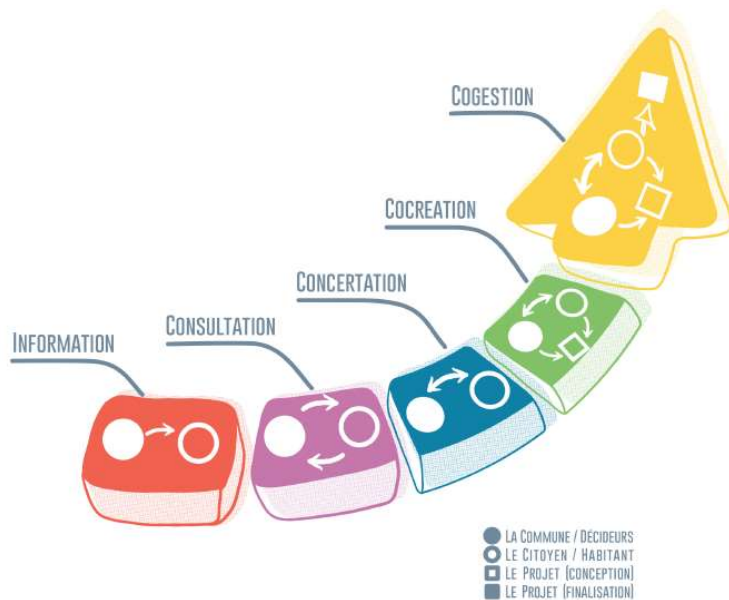 COGESTION
COCREATION
CONCERTATION
CONSULTATION
INFORMATION
LA COMMUNE / DÉCIDEURS
LE CITOYEN / HABITANT
LE PROJET (CONCEPTION)
LE PROJET (FINALISATION)